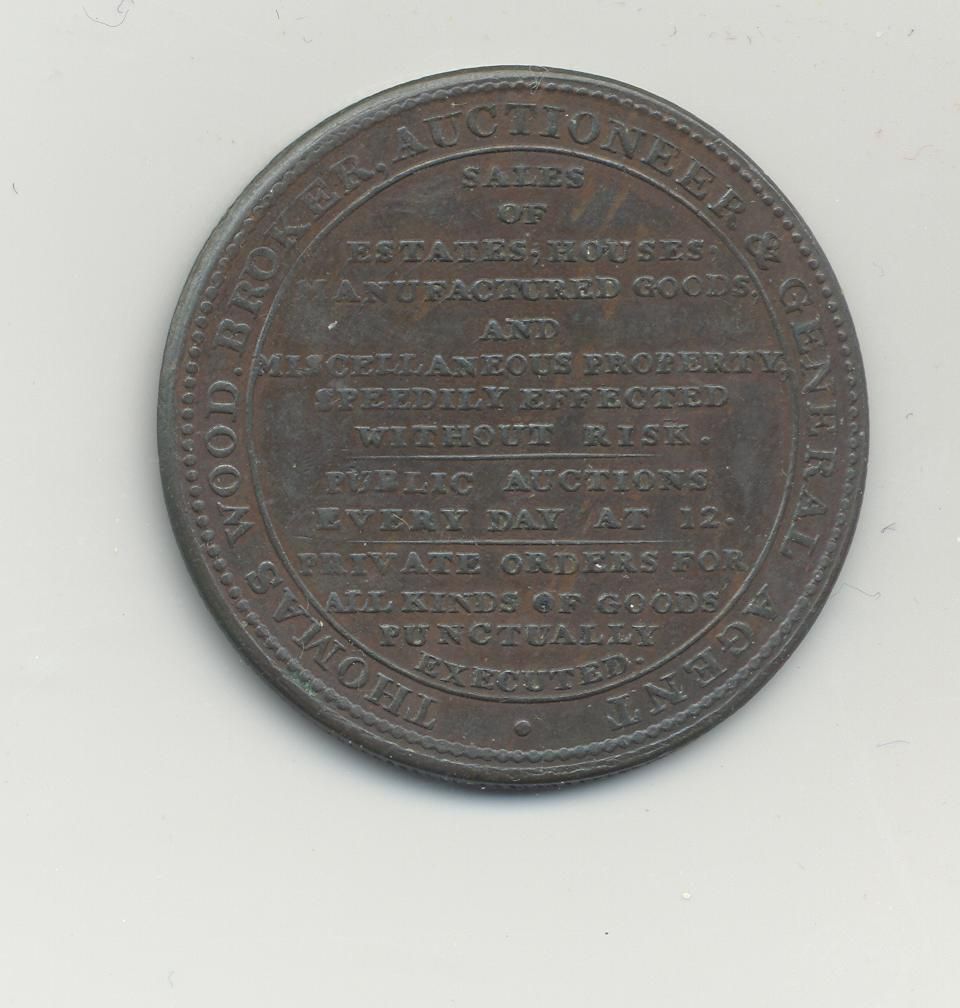 THOMAS WOOD. BROKER, AUCTIONEER & GENERAL AGENT
SALES
OF
ESTATES, HOUSES,
MANUFACTURED GOODS,
AND
MISCELLANEOUS PROPERTY,
SPEEDILY EFFECTED
WITHOUT RISK.
PUBLIC AUCTIONS
EVERY DAY AT 12.
PRIVATE ORDERS FOR
ALL KINDS OF GOODS
PUNCTUALLY
EXECUTED.